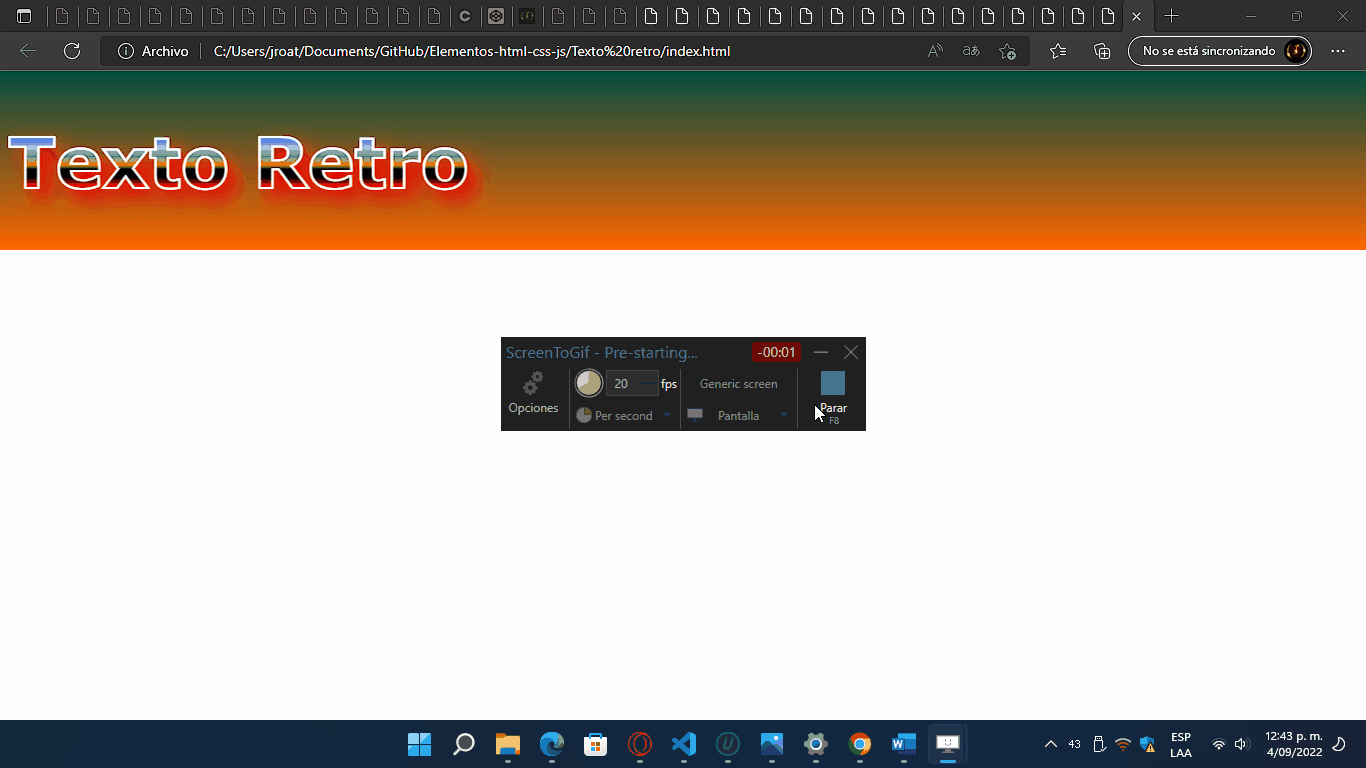 Archivo
C:/Users/jroat/Documents/GitHub/Elementos-html-css-js/Texto%20retro/index.html
No se está sincronizando
Texto Retro
ScreenToGif - Pre-starting...
-00:01
20 fps
Generic screen
Opciones
Per second
Pantalla
Parar
F8
43
ESP
LAA
12:43 p. m.
4/09/2022